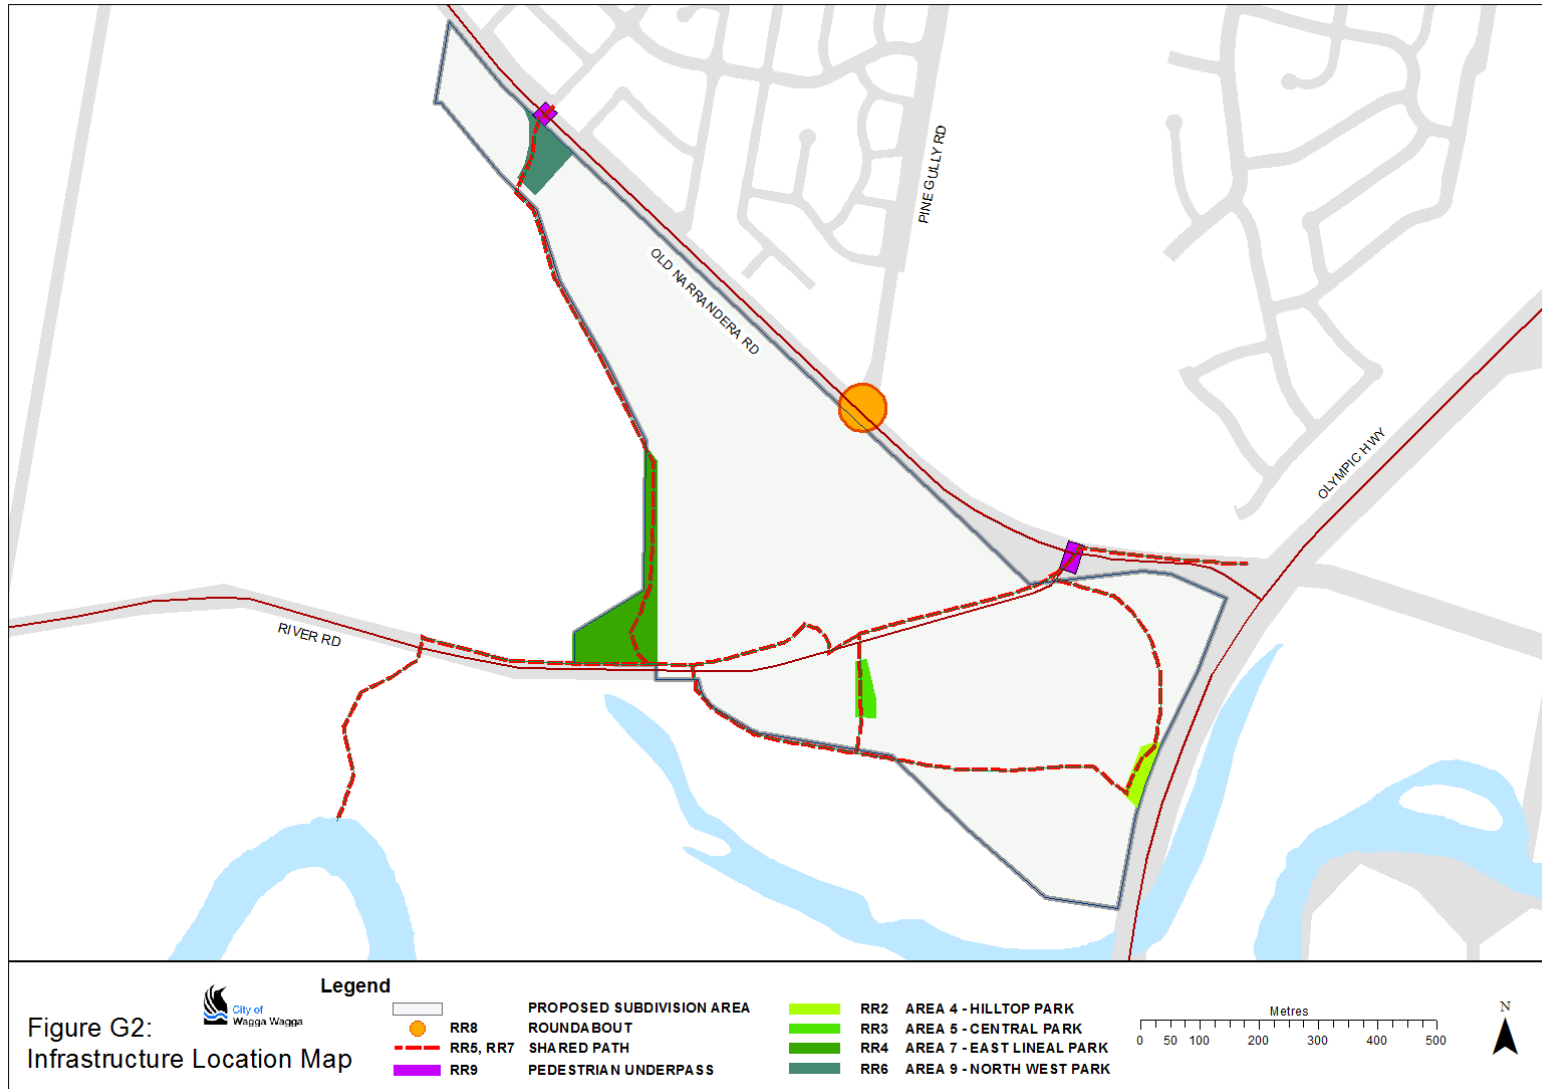 PINE GULLY RD
OLD NARRANDERA RD
OLYMPIC HWY
RIVER RD
Figure G2:
Infrastructure Location Map
City of
Wagga Wagga
Legend
PROPOSED SUBDIVISION AREA
RR8 ROUNDABOUT
RR5, RR7 SHARED PATH
RR9 PEDESTRIAN UNDERPASS
RR2 AREA 4 - HILLTOP PARK
RR3 AREA 5 - CENTRAL PARK
RR4 AREA 7 - EAST LINEAL PARK
RR6 AREA 9 - NORTH WEST PARK
Metres
0 50 100 200 300 400 500
N